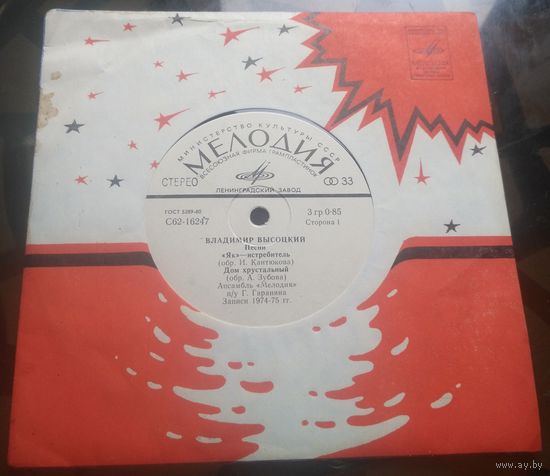 МИНИСТЕРСТВО КУЛЬТУРЫ СССР
МЕЛОДИЯ
ВСЕСОЮЗНАЯ ФИРМА ГРАМПЛАСТИНОК
СТЕРЕО
33
ЛЕНИНГРАДСКИЙ ЗАВОД
ГОСТ 5289-80
3 гр 0-85
С62-16247
Сторона 1
ВЛАДИМИР ВЫСОЦКИЙ
Песни
«Як»—истребитель
(обр. И. Кантюкова)
Дом хрустальный
(обр. А. Зубова)
Ансамбль «Мелодия»
п/у Г. Гараняна
Записи 1974-75 гг.
МЕЛОДИЯ
www.ay.by